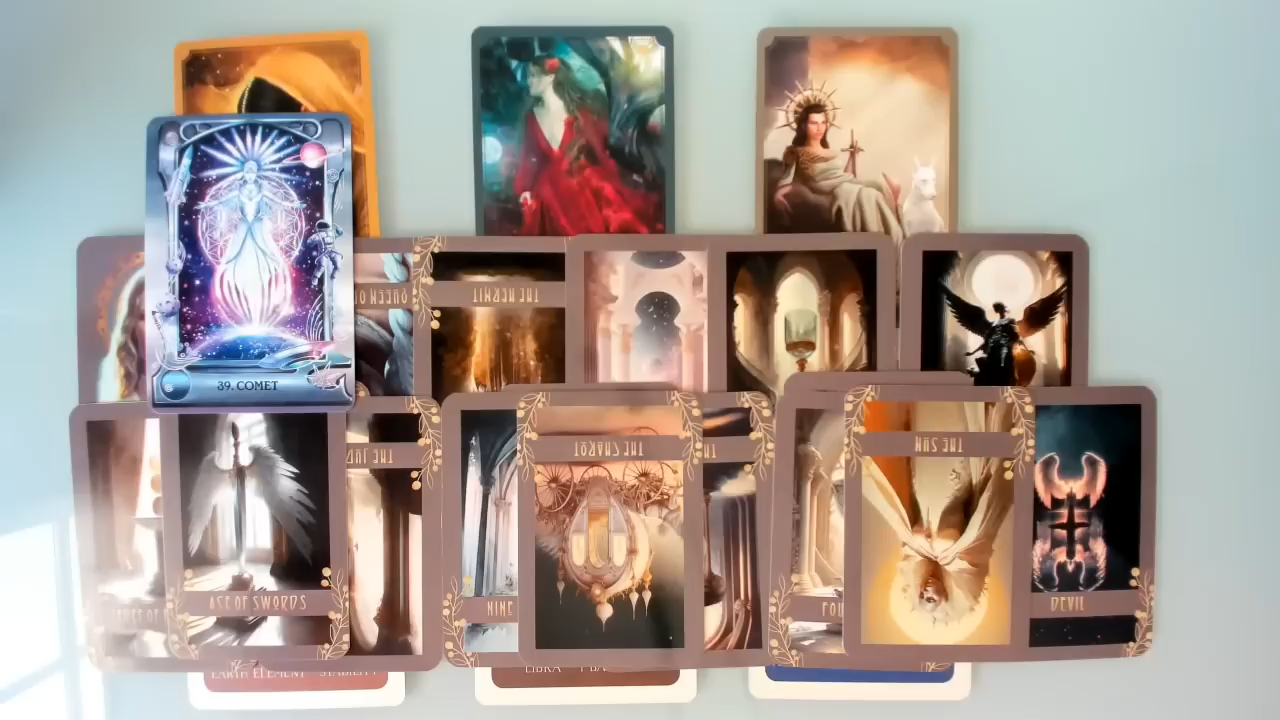 39. COMET
QUEEN O
THE HERMIT
THE JU
THE CHARIOT
TH
THE SUN
ACE OF SWORDS
NINE
FOU
DEVIL
EARTH ELEMENT STABILITY
LIBRA